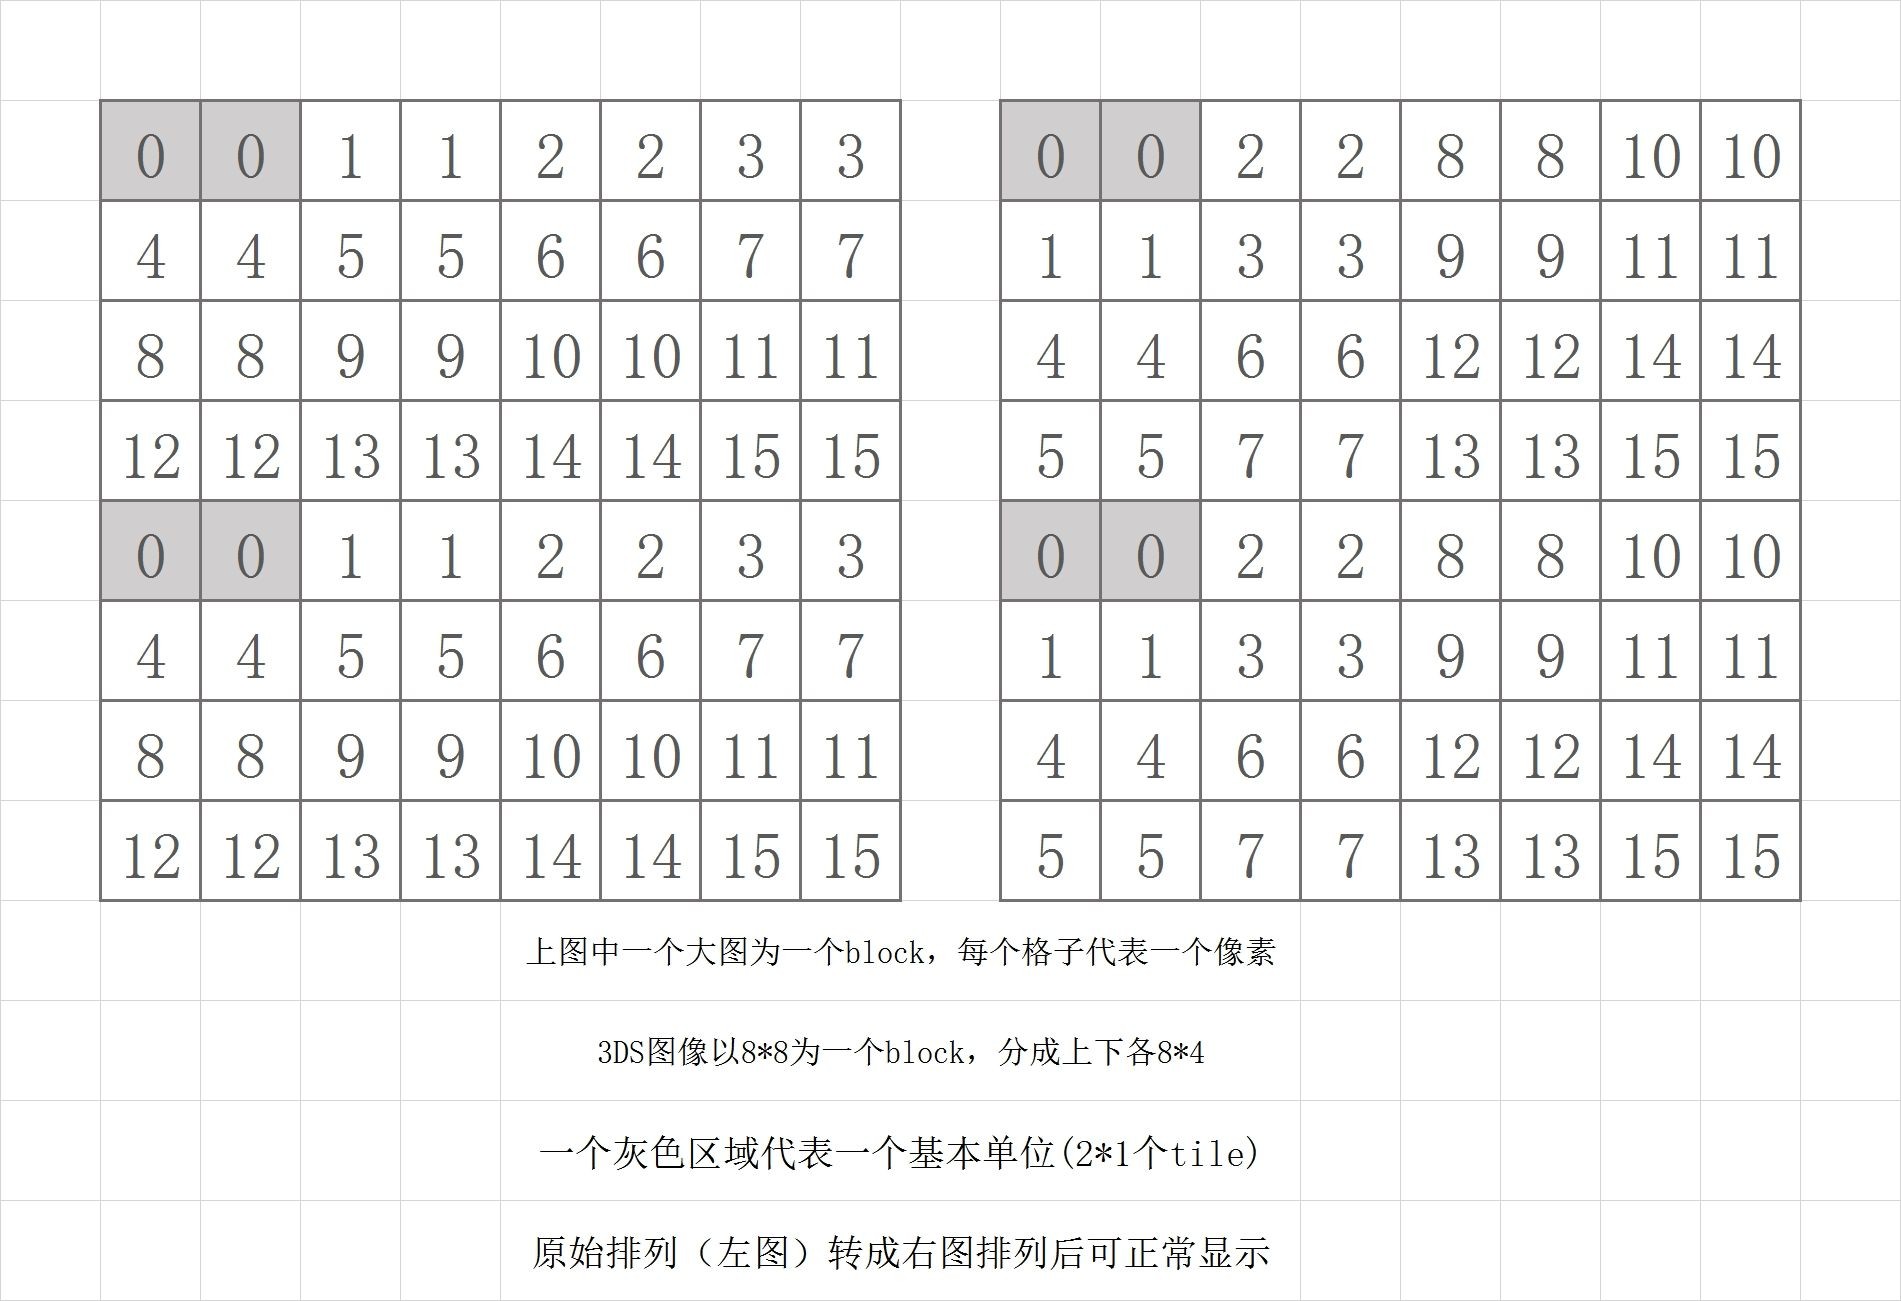 0 0 1 1 2 2 3 3 0 0 2 2 8 8 10 10
4 4 5 5 6 6 7 7 1 1 3 3 9 9 11 11
8 8 9 9 10 10 11 11 4 4 6 6 12 12 14 14
12 12 13 13 14 14 15 15 5 5 7 7 13 13 15 15
0 0 1 1 2 2 3 3 0 0 2 2 8 8 10 10
4 4 5 5 6 6 7 7 1 1 3 3 9 9 11 11
8 8 9 9 10 10 11 11 4 4 6 6 12 12 14 14
12 12 13 13 14 14 15 15 5 5 7 7 13 13 15 15
上图中一个大图为一个block，每个格子代表一个像素
3DS图像以8*8为一个block，分成上下各8*4
一个灰色区域代表一个基本单位(2*1个tile)
原始排列（左图）转成右图排列后可正常显示